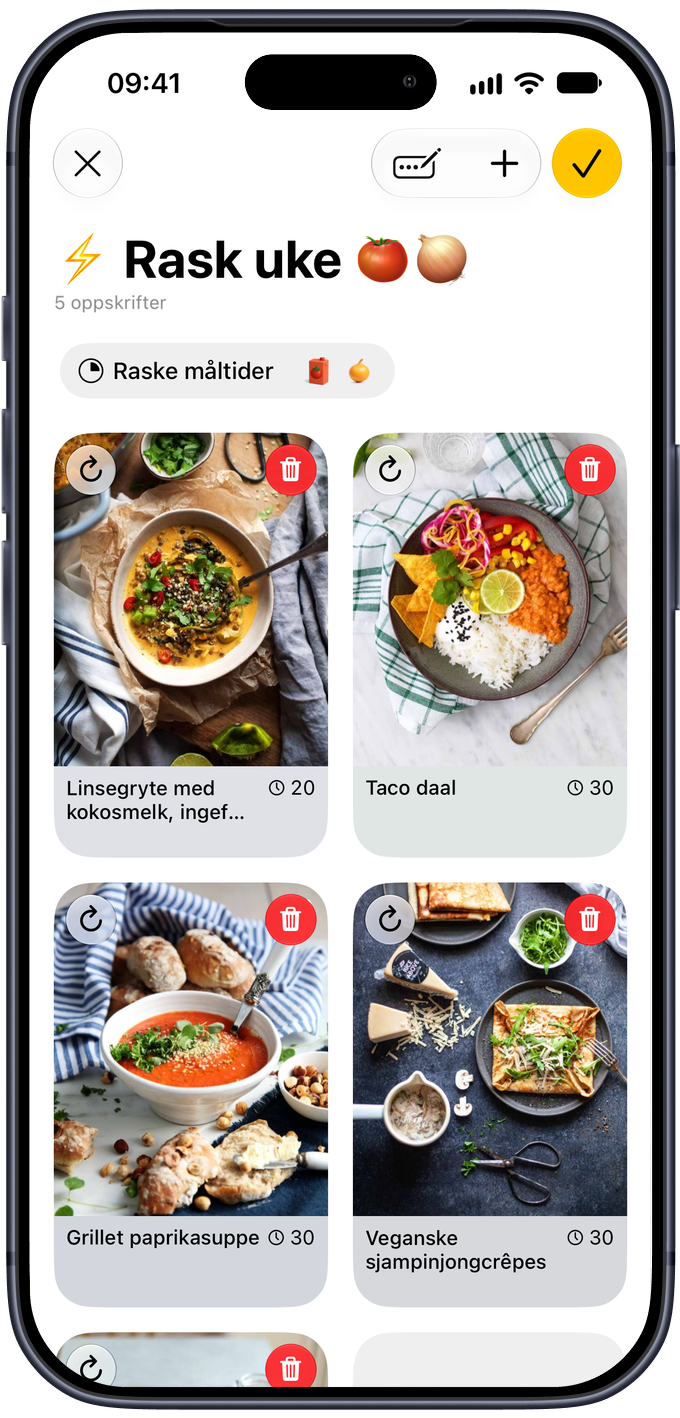 09:41
Rask uke
5 oppskrifter
Raske måltider
Linsegryte med
kokosmelk, ingef...
20
Taco daal
30
Grillet paprikasuppe
30
Veganske
sjampinjongcrêpes
30